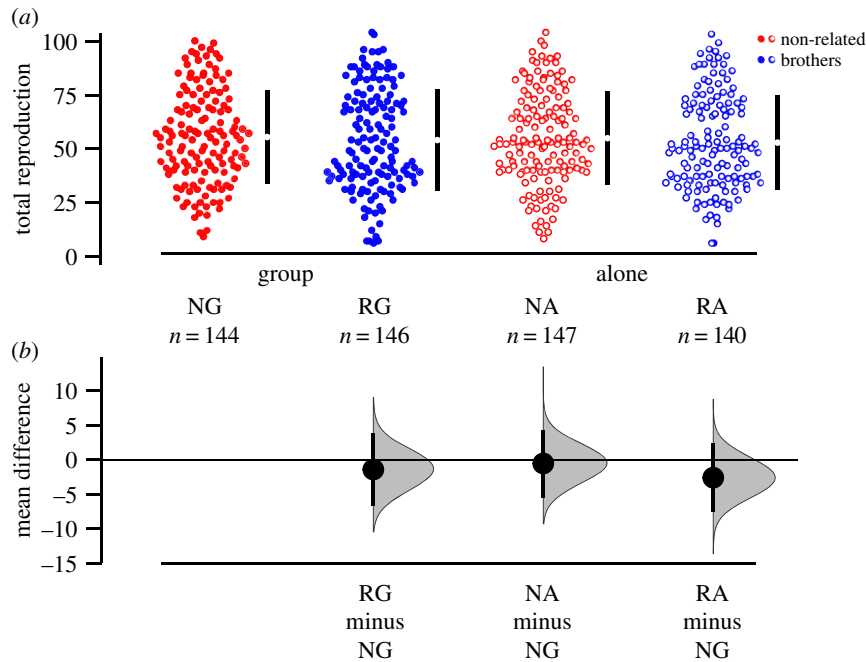 (a)
non-related
brothers
total reproduction
100
75
50
25
0
group alone
NG RG NA RA
n = 144 n = 146 n = 147 n = 140
(b)
mean difference
10
5
0
–5
–10
–15
RG NA RA
minus minus minus
NG NG NG